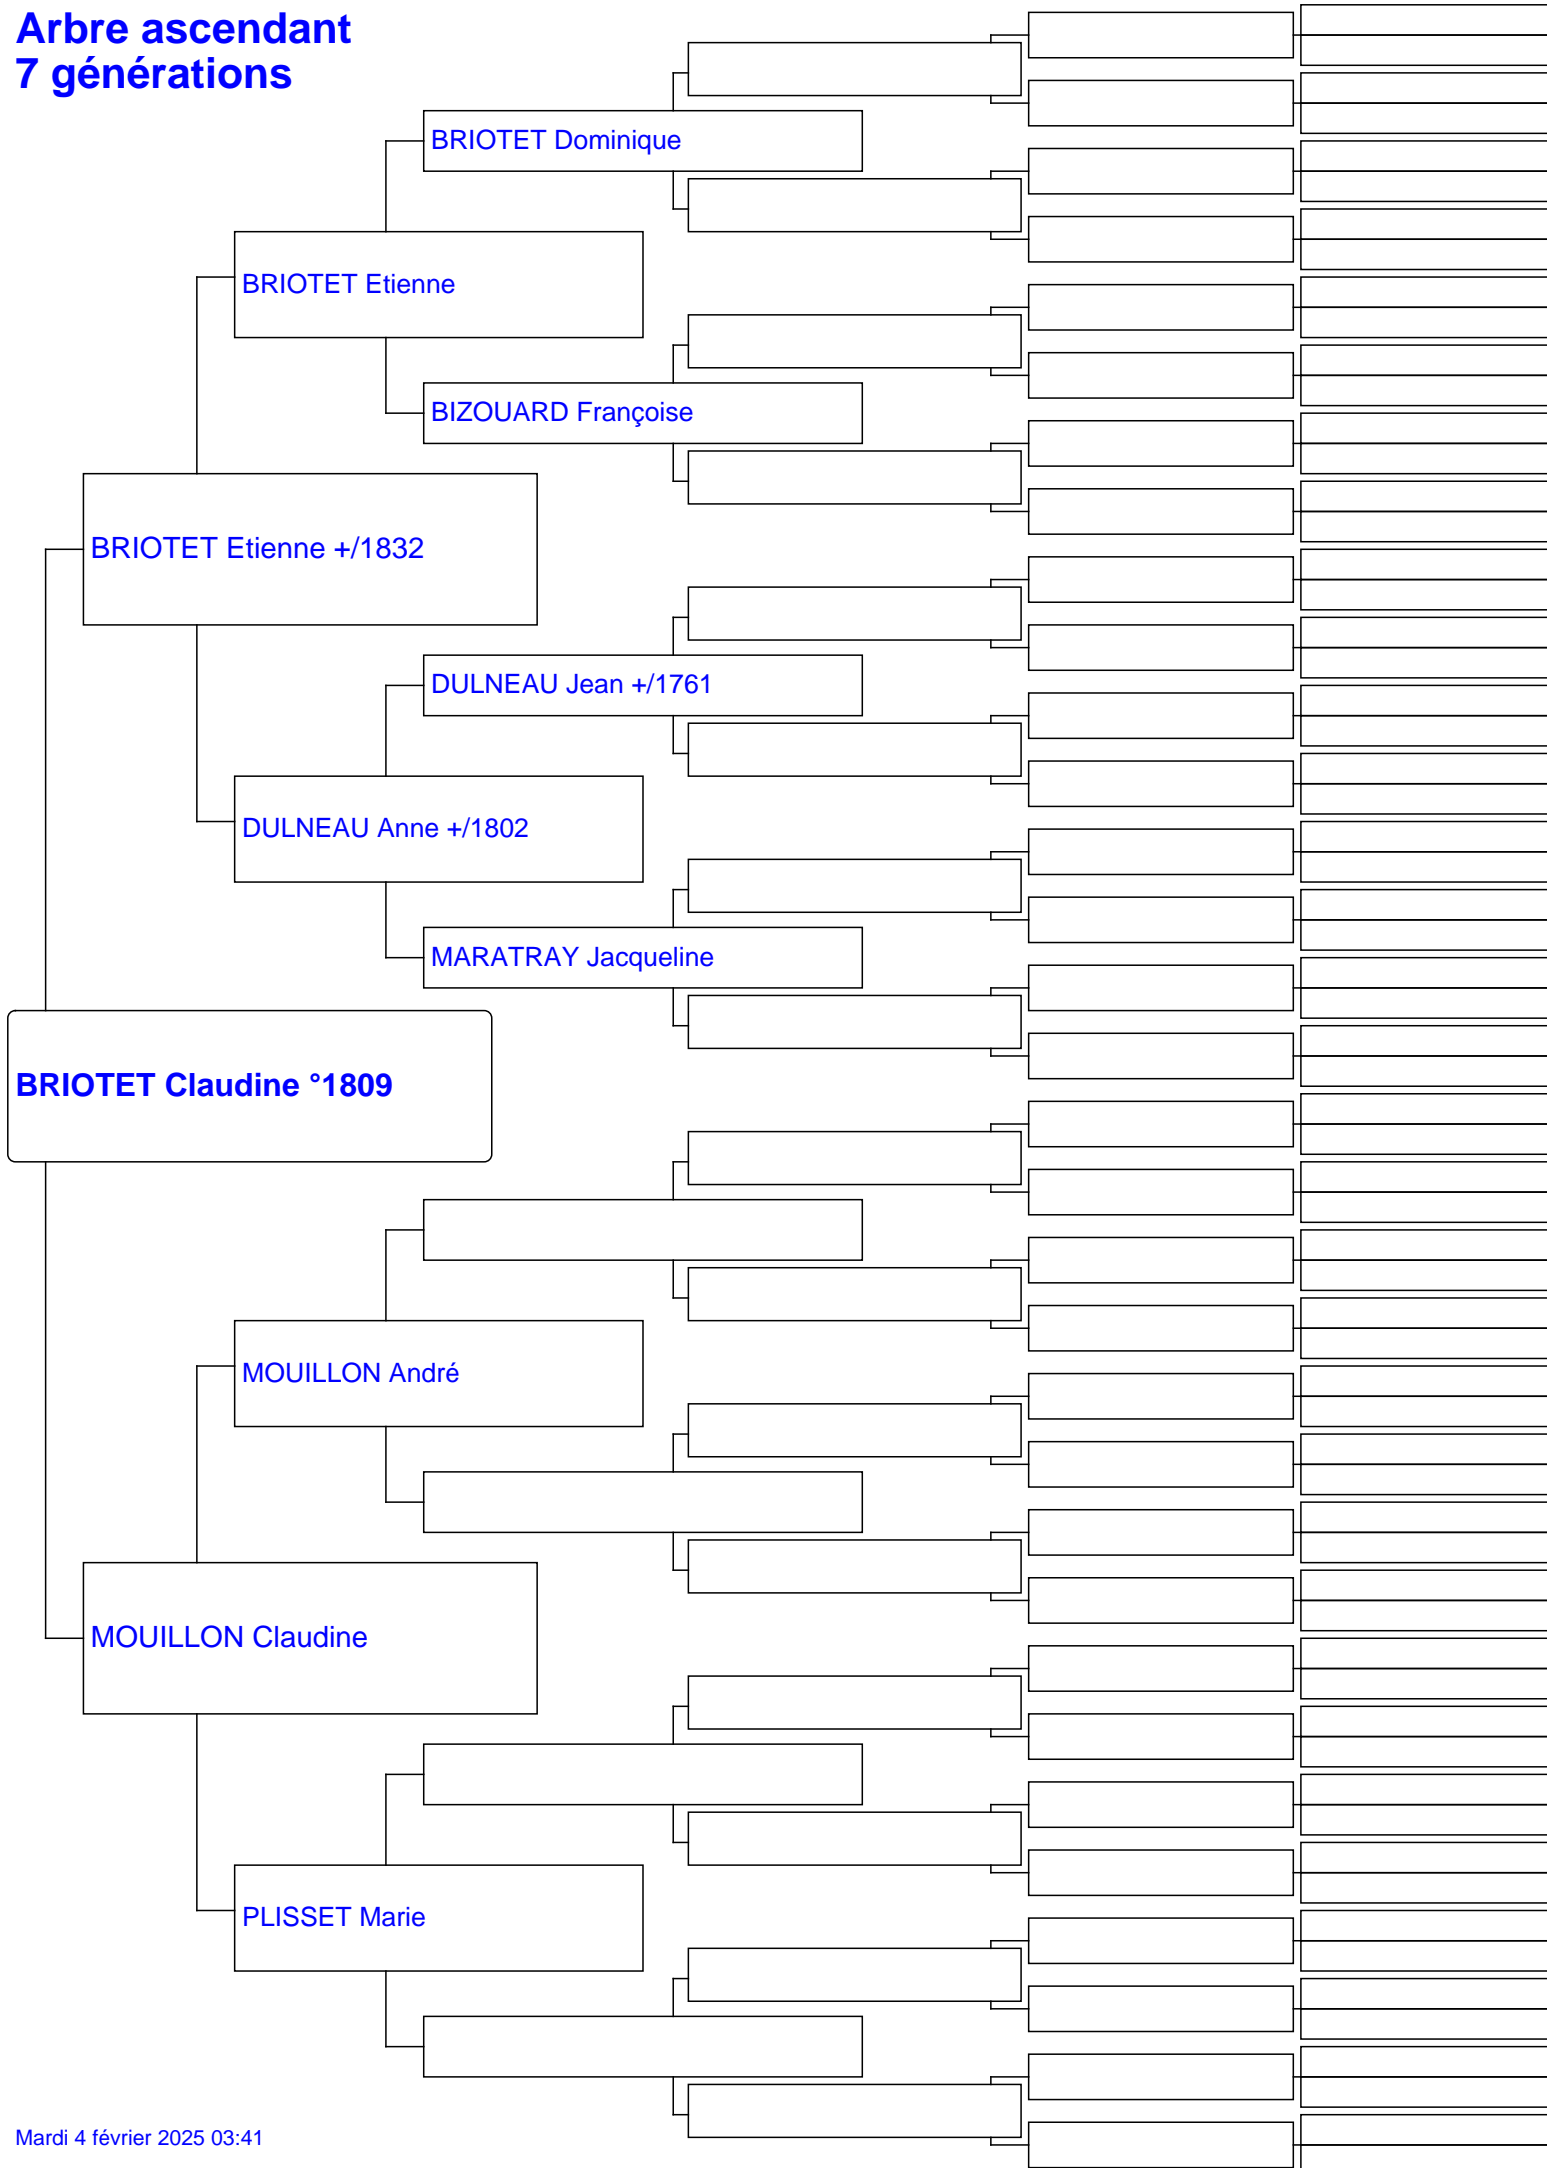 Arbre ascendant
7 générations
BRIOTET Dominique
BRIOTET Etienne
BIZOUARD Françoise
BRIOTET Etienne +/1832
DULNEAU Jean +/1761
DULNEAU Anne +/1802
MARATRAY Jacqueline
BRIOTET Claudine °1809
MOUILLON André
MOUILLON Claudine
PLISSET Marie
Mardi 4 février 2025 03:41